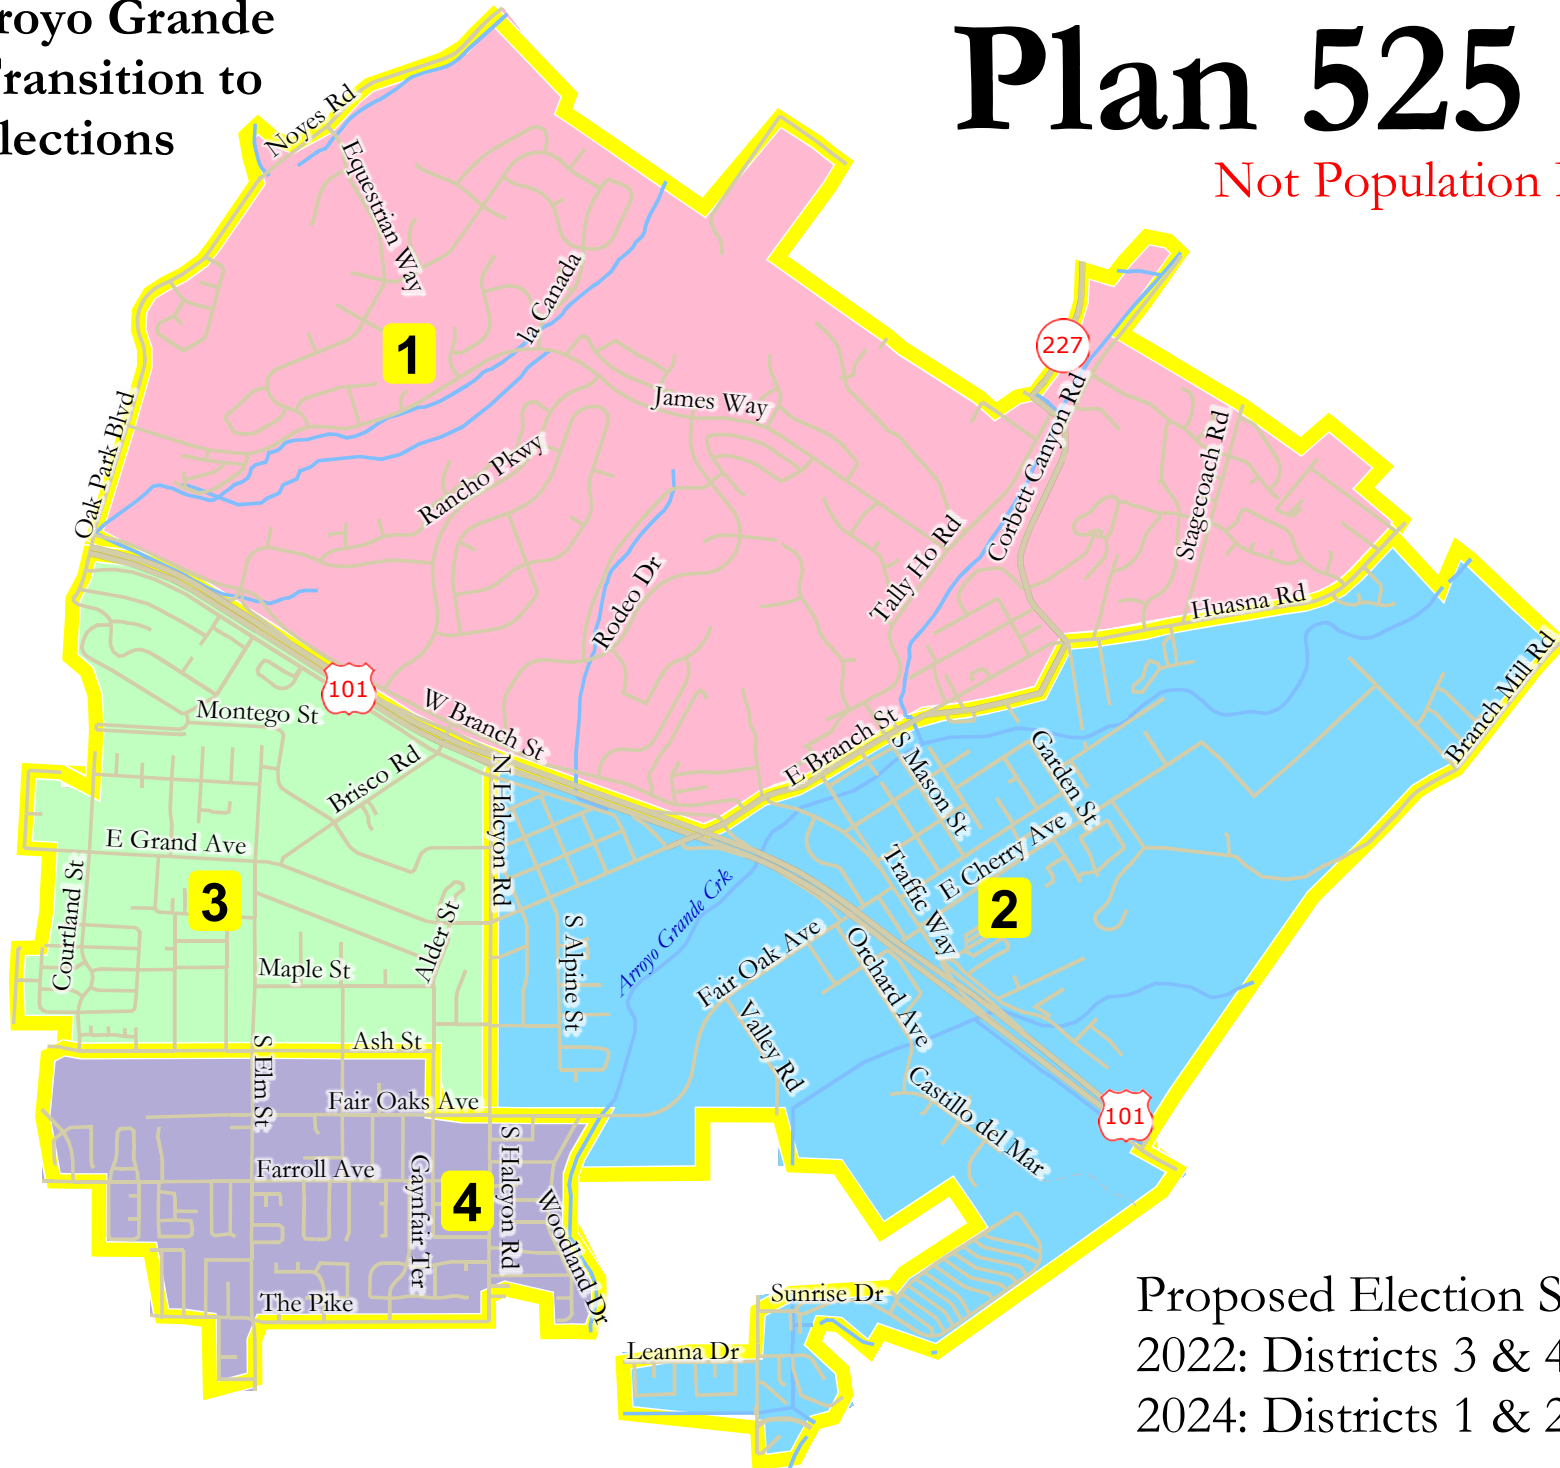 royo Grande
ransition to
lections
Plan 525
Not Population
Noyes Rd
Equestrian Way
la Canada
1
227
James Way
Oak Park Blvd
Rancho Pkwy
Corbett Canyon Rd
Stagecoach Rd
Tally Ho Rd
Rodeo Dr
Huasna Rd
Branch Mill Rd
101
Montego St
W Branch St
E Branch St
S Mason St
Garden St
Brisco Rd
N Halcyon Rd
E Grand Ave
E Cherry Ave
Traffic Way
3
2
Courtland St
Alder St
S Alpine St
Arroyo Grande Crk
Fair Oak Ave
Orchard Ave
Maple St
Valley Rd
S Elm St
Ash St
Castillo del Mar
101
Fair Oaks Ave
Farroll Ave
Gaynfair Ter
4
S Halcyon Rd
Woodland Dr
The Pike
Sunrise Dr
Leanna Dr
Proposed Election S
2022: Districts 3 & 4
2024: Districts 1 & 2